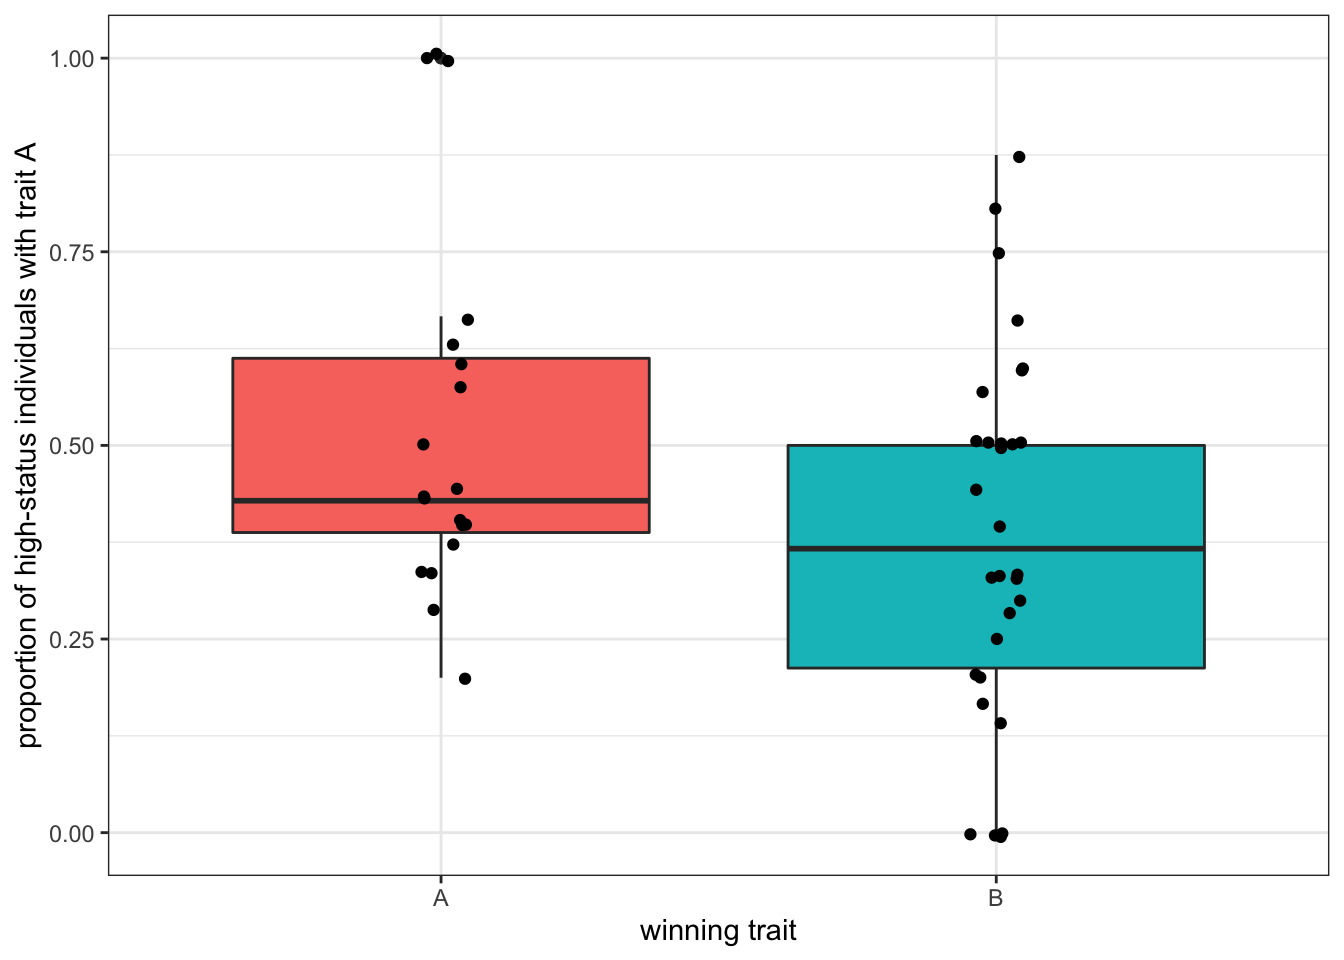 proportion of high-status individuals with trait A
1.00
0.75
0.50
0.25
0.00
A
B
winning trait